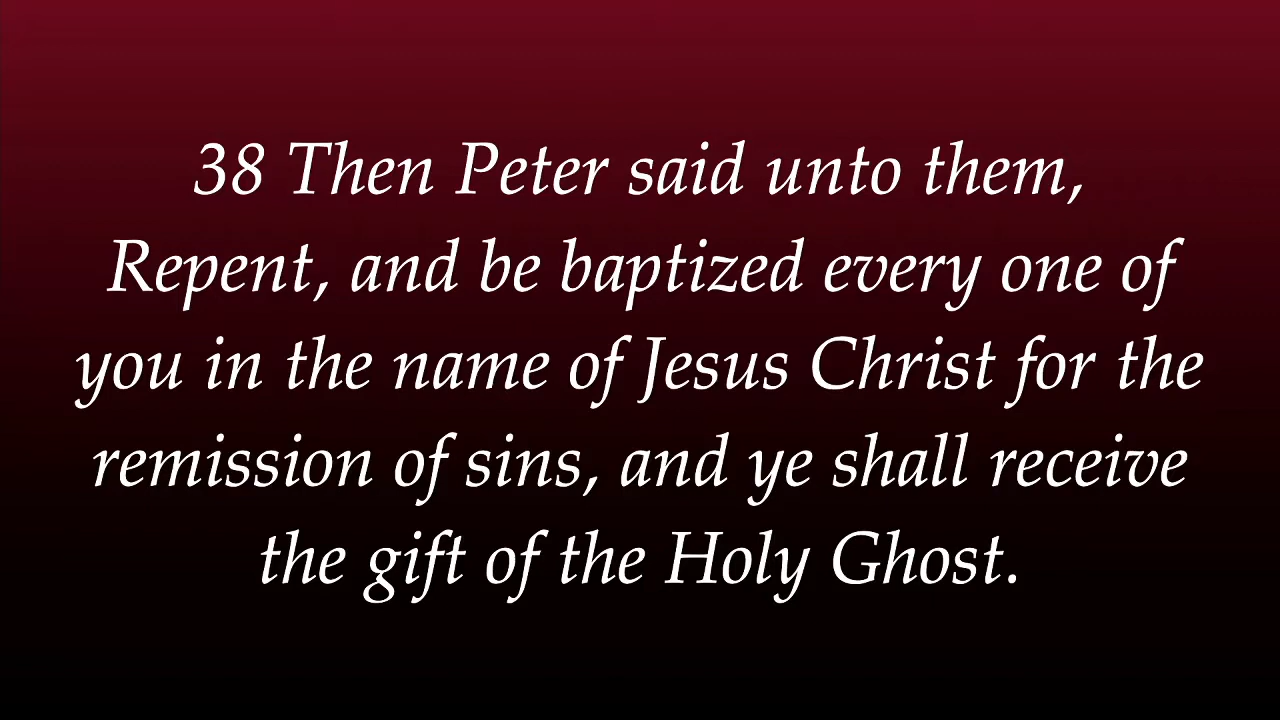 38 Then Peter said unto them,
Repent, and be baptized every one of
you in the name of Jesus Christ for the
remission of sins, and ye shall receive
the gift of the Holy Ghost.